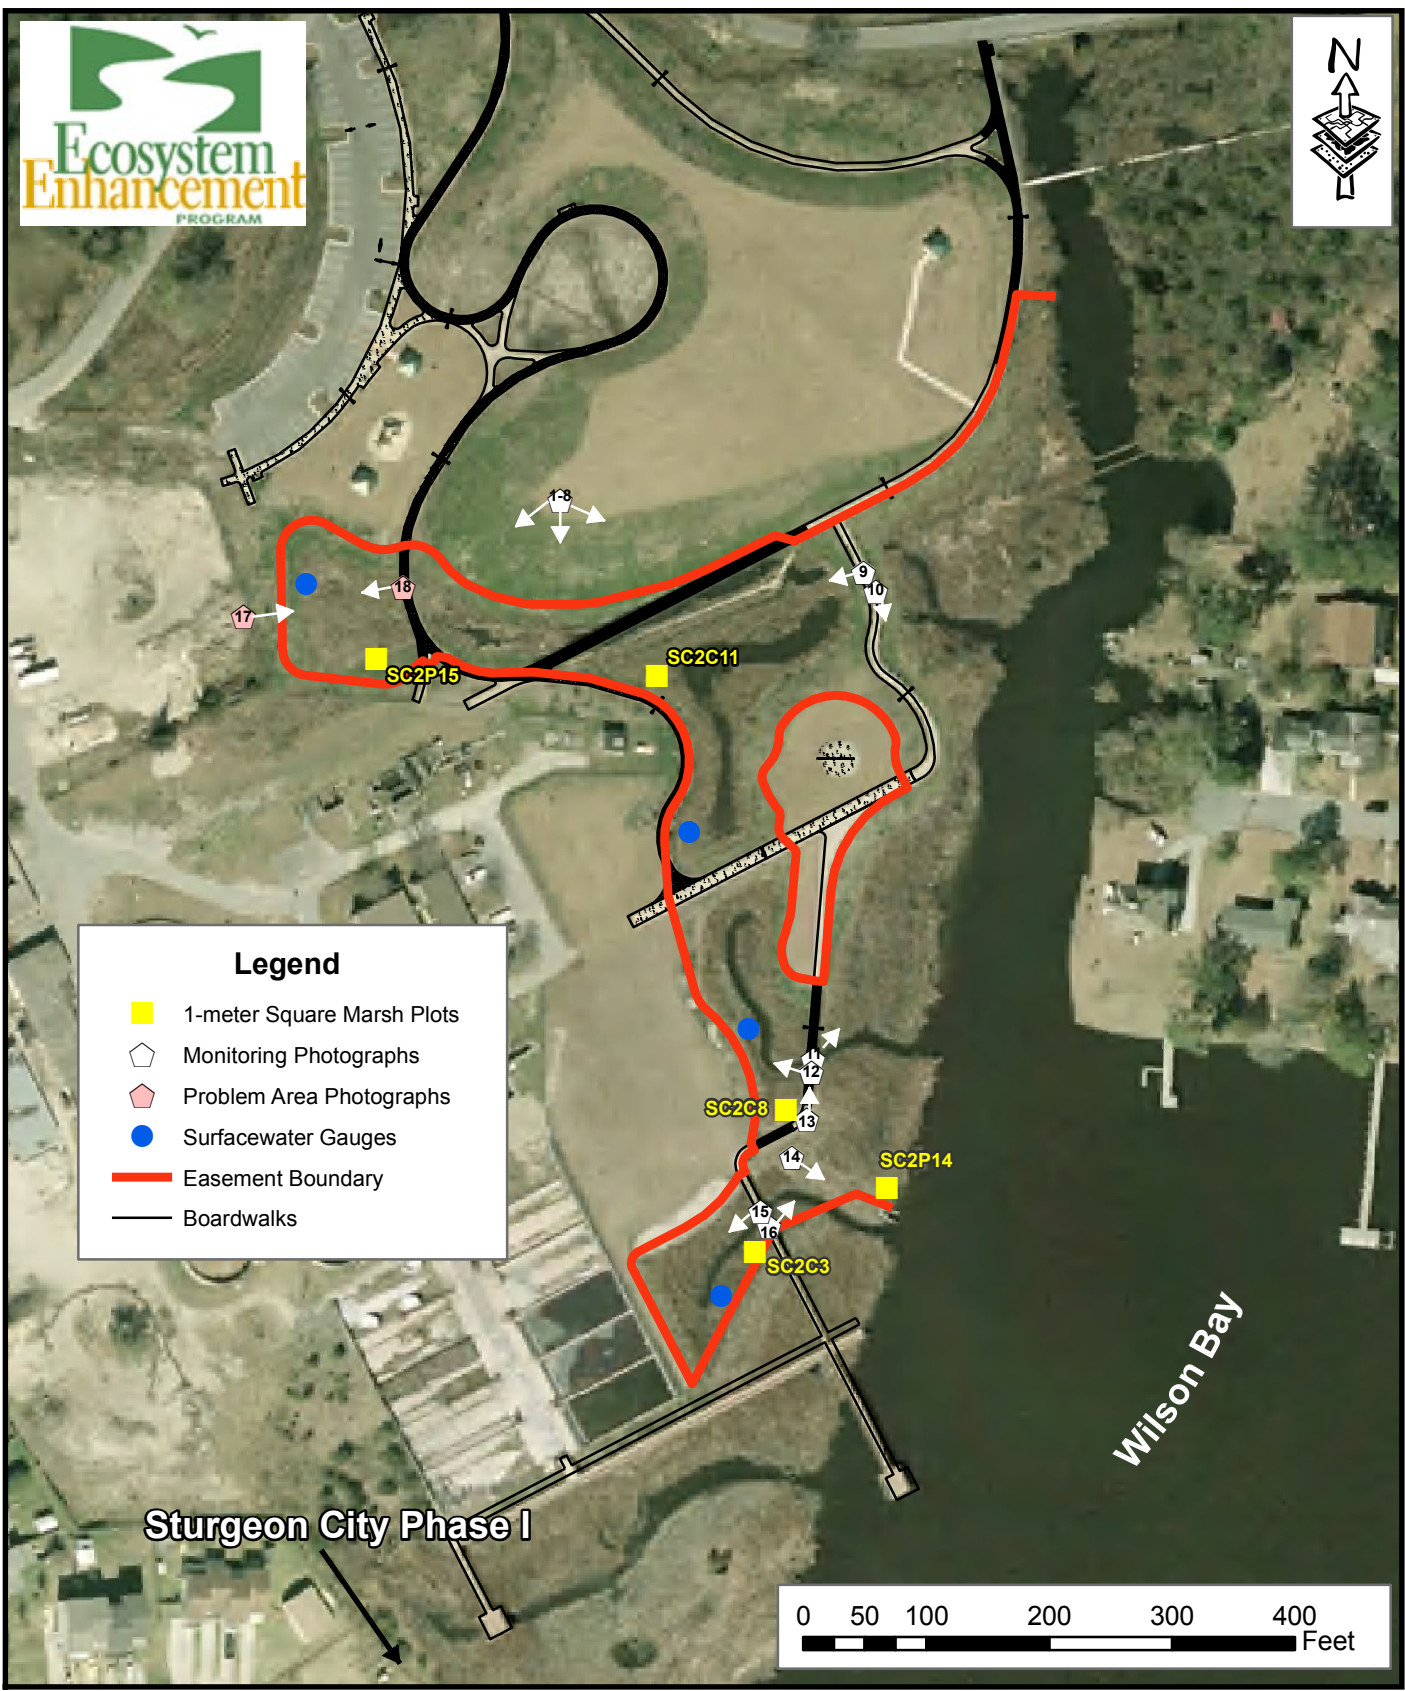 Ecosystem
Enhancement
PROGRAM
N
1-8
9
10
18
17
SC2P15
SC2C11
11
12
SC2C8
13
14
SC2P14
15
16
SC2C3
Legend
1-meter Square Marsh Plots
Monitoring Photographs
Problem Area Photographs
Surfacewater Gauges
Easement Boundary
Boardwalks
Wilson Bay
Sturgeon City Phase I
0 50 100 200 300 400
Feet